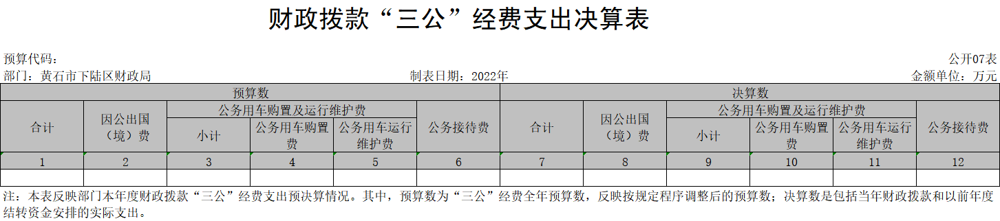 财政拨款“三公”经费支出决算表
预算代码：
公开07表
部门：黄石市下陆区财政局
制表日期：2022年
金额单位：万元
预算数
决算数
合计
因公出国（境）费
公务用车购置及运行维护费
公务接待费
合计
因公出国（境）费
公务用车购置及运行维护费
公务接待费
小计
公务用车购置费
公务用车运行维护费
小计
公务用车购置费
公务用车运行维护费
1 2 3 4 5 6 7 8 9 10 11 12
注：本表反映部门本年度财政拨款“三公”经费支出预决算情况。其中，预算数为“三公”经费全年预算数，反映按规定程序调整后的预算数；决算数是包括当年财政拨款和以前年度
结转资金安排的实际支出。